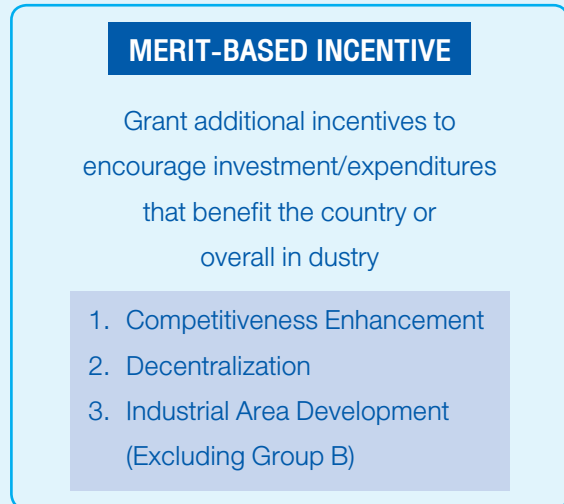 MERIT-BASED INCENTIVE
Grant additional incentives to
encourage investment/expenditures
that benefit the country or
overall in dustry
1. Competitiveness Enhancement
2. Decentralization
3. Industrial Area Development
(Excluding Group B)